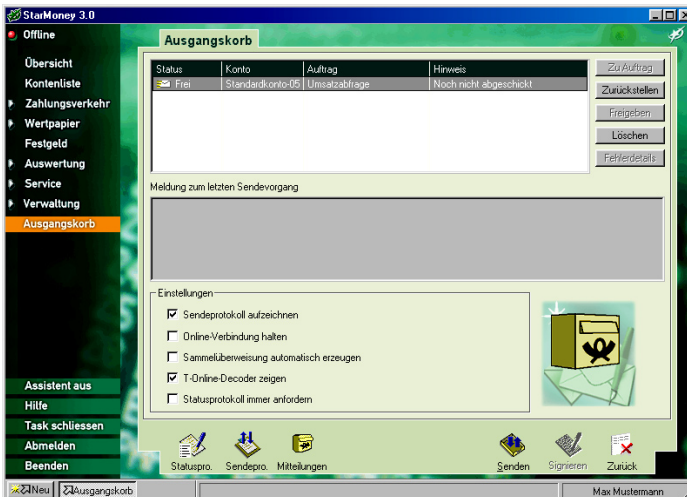 StarMoney 3.0
Offline
Ausgangskorb
Übersicht
Kontenliste
Zahlungsverkehr
Wertpapier
Festgeld
Auswertung
Service
Verwaltung
Ausgangskorb
Status Konto Auftrag Hinweis
Frei Standardkonto-05 Umsatzabfrage Noch nicht abgeschickt
Zu Auftrag
Zurückstellen
Freigeben
Löschen
Fehlerdetails
Meldung zum letzten Sendevorgang
Einstellungen
Sendeprotokoll aufzeichnen
Online-Verbindung halten
Sammelüberweisung automatisch erzeugen
T-Online-Decoder zeigen
Statusprotokoll immer anfordern
Assistent aus
Hilfe
Task schliessen
Abmelden
Beenden
Statuspro. Sendepro. Mitteilungen Senden Signieren Zurück
Neu Ausgangskorb Max Mustermann